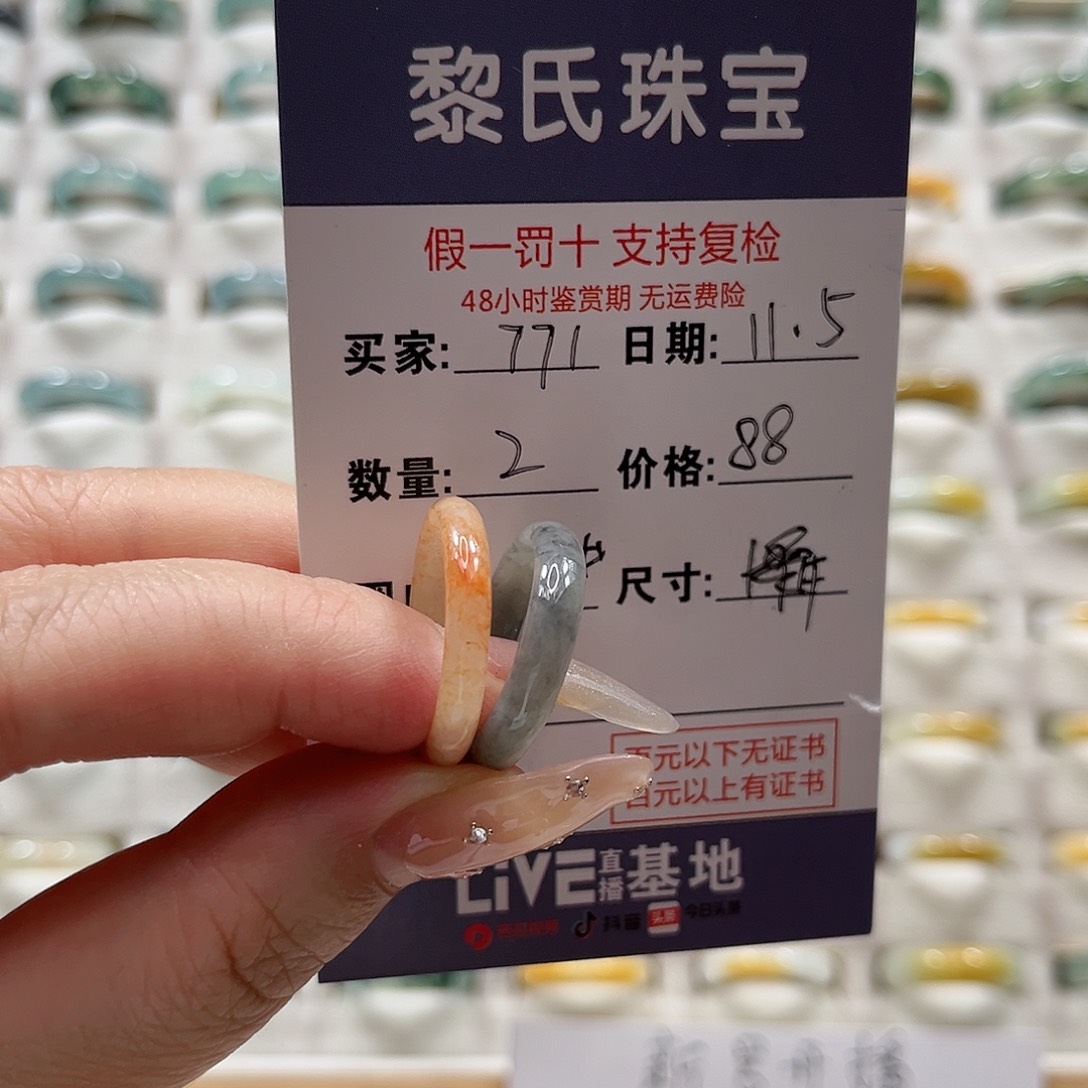 黎氏珠宝
假一罚十 支持复检
48小时鉴赏期 无运费险
买家: 771 日期: 11.5
数量: 2 价格: 88
尺寸:
百元以下无证书
百元以上有证书
LiVE直播基地
抖音 头条 今日头条